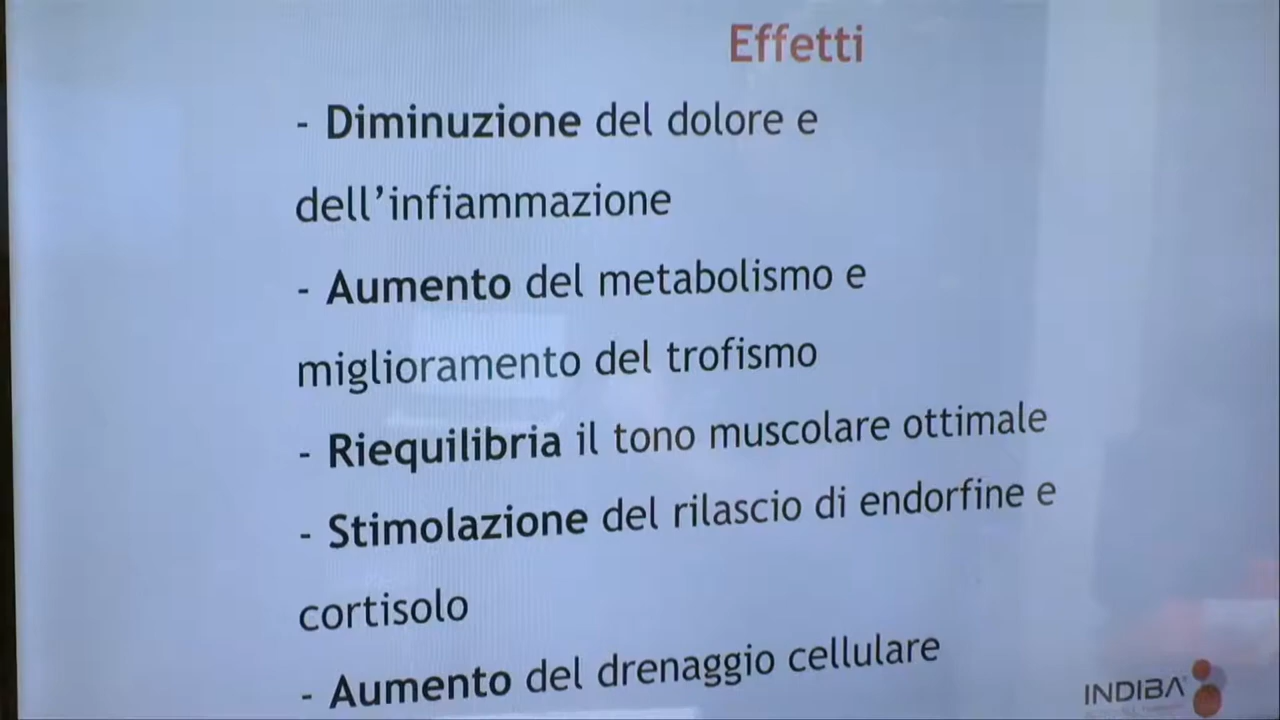 Effetti
- Diminuzione del dolore e
dell'infiammazione
- Aumento del metabolismo e
miglioramento del trofismo
- Riequilibria il tono muscolare ottimale
- Stimolazione del rilascio di endorfine e
cortisolo
- Aumento del drenaggio cellulare
INDIBA